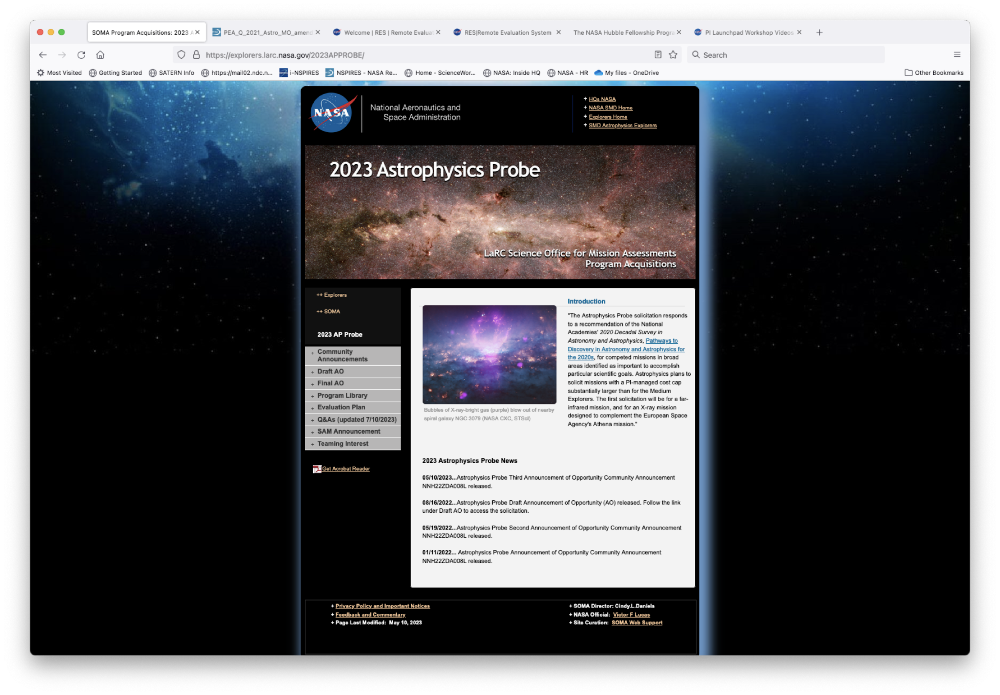 SOMA Program Acquisitions: 2023 A
PEA_Q_2021_Astro_MO_amend
Welcome | RES | Remote Evaluat
RES|Remote Evaluation System
The NASA Hubble Fellowship Progra
PI Launchpad Workshop Videos
https://explorers.larc.nasa.gov/2023APPROBE/
Search
Most Visited
Getting Started
SATERN Info
https://mail02.ndc.n...
i-NSPIRES
NSPIRES - NASA Re...
Home - ScienceWor...
NASA: Inside HQ
NASA - HR
My files - OneDrive
Other Bookmarks
NASA
National Aeronautics and
Space Administration
+ HQs NASA
+ NASA SMD Home
+ Explorers Home
+ SMD Astrophysics Explorers
2023 Astrophysics Probe
LaRC Science Office for Mission Assessments
Program Acquisitions
++ Explorers
++ SOMA
2023 AP Probe
+ Community
Announcements
+ Draft AO
+ Final AO
+ Program Library
+ Evaluation Plan
+ Q&As (updated 7/10/2023)
+ SAM Announcement
+ Teaming Interest
Get Acrobat Reader
Bubbles of X-ray-bright gas (purple) blow out of nearby
spiral galaxy NGC 3079 (NASA CXC, STScI)
Introduction
"The Astrophysics Probe solicitation responds
to a recommendation of the National
Academies' 2020 Decadal Survey in
Astronomy and Astrophysics, Pathways to
Discovery in Astronomy and Astrophysics for
the 2020s, for competed missions in broad
areas identified as important to accomplish
particular scientific goals. Astrophysics plans to
solicit missions with a PI-managed cost cap
substantially larger than for the Medium
Explorers. The first solicitation will be for a far-
infrared mission, and for an X-ray mission
designed to complement the European Space
Agency's Athena mission."
2023 Astrophysics Probe News
05/10/2023...Astrophysics Probe Third Announcement of Opportunity Community Announcement
NNH22ZDA008L released.
08/16/2022...Astrophysics Probe Draft Announcement of Opportunity (AO) released. Follow the link
under Draft AO to access the solicitation.
05/19/2022...Astrophysics Probe Second Announcement of Opportunity Community Announcement
NNH22ZDA008L released.
01/11/2022... Astrophysics Probe Announcement of Opportunity Community Announcement
NNH22ZDA008L released.
+ Privacy Policy and Important Notices
+ Feedback and Commentary
+ Page Last Modified: May 10, 2023
+ SOMA Director: Cindy.L.Daniels
+ NASA Official: Victor F Lucas
+ Site Curation: SOMA Web Support